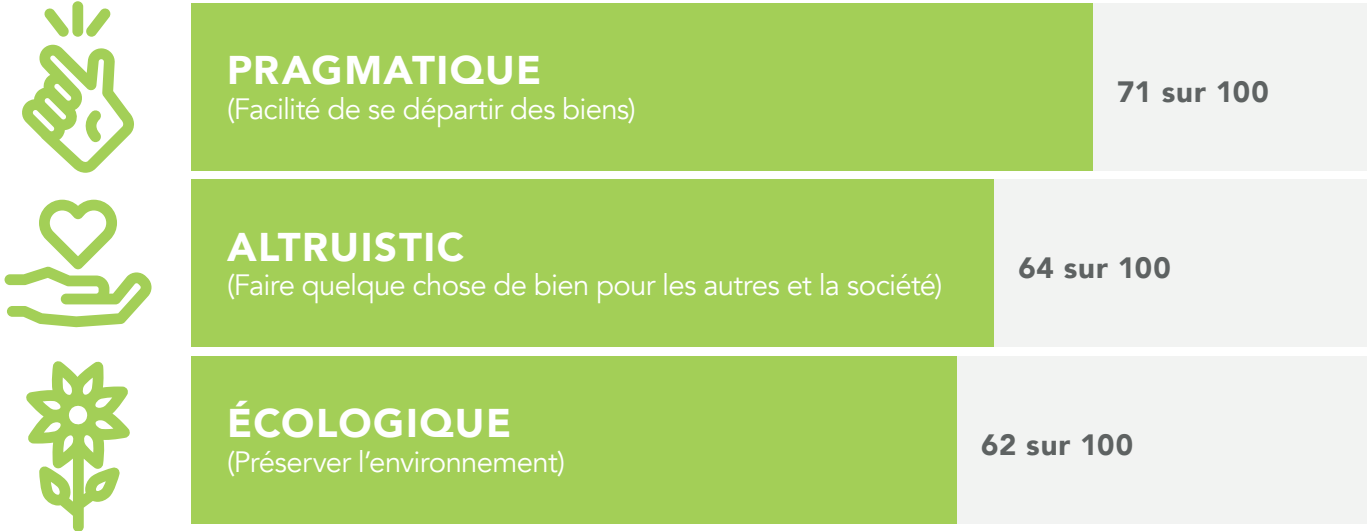 PRAGMATIQUE
(Facilité de se départir des biens)
71 sur 100
ALTRUISTIC
(Faire quelque chose de bien pour les autres et la société)
64 sur 100
ÉCOLOGIQUE
(Préserver l’environnement)
62 sur 100